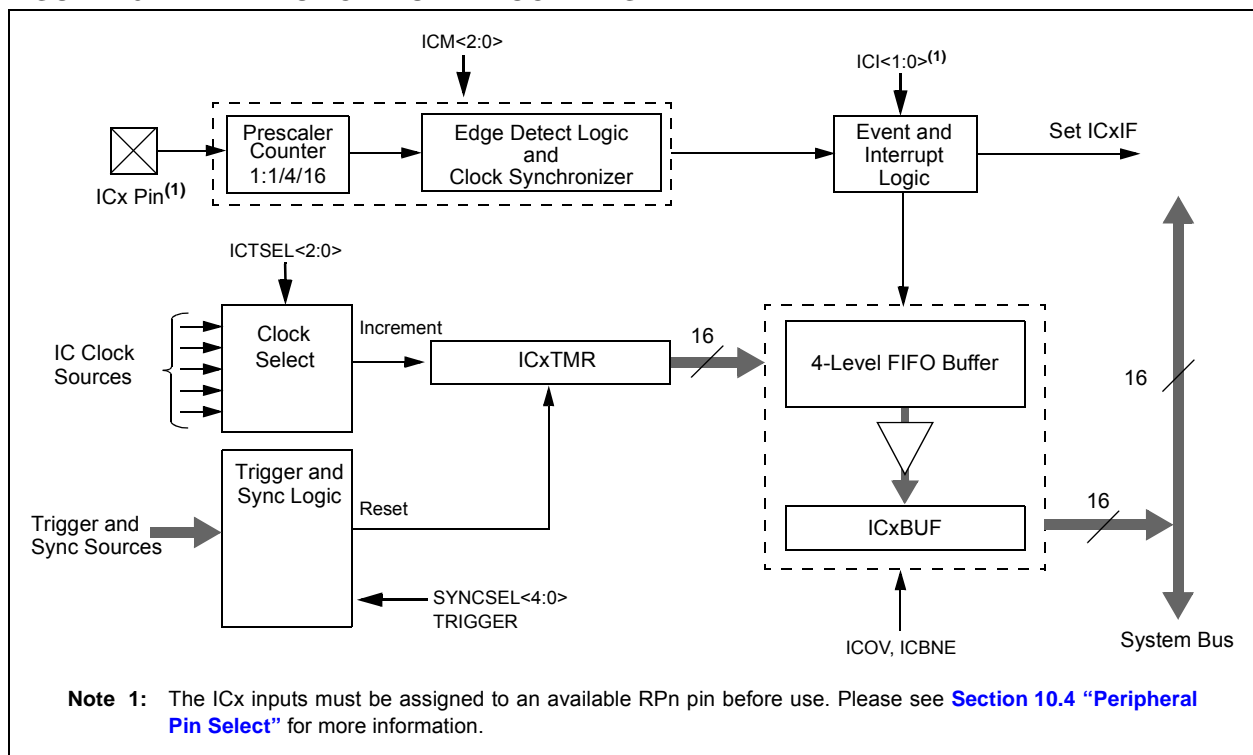 ICM<2:0>
ICI<1:0>(1)
Prescaler
Counter
1:1/4/16
Edge Detect Logic
and
Clock Synchronizer
Event and
Interrupt
Logic
Set ICxIF
ICx Pin(1)
ICTSEL<2:0>
IC Clock
Sources
Clock
Select
Increment
ICxTMR
16
4-Level FIFO Buffer
16
Trigger and
Sync Logic
Reset
Trigger and
Sync Sources
ICxBUF
16
SYNCSEL<4:0>
TRIGGER
ICOV, ICBNE
System Bus
Note 1: The ICx inputs must be assigned to an available RPn pin before use. Please see Section 10.4 “Peripheral
Pin Select” for more information.